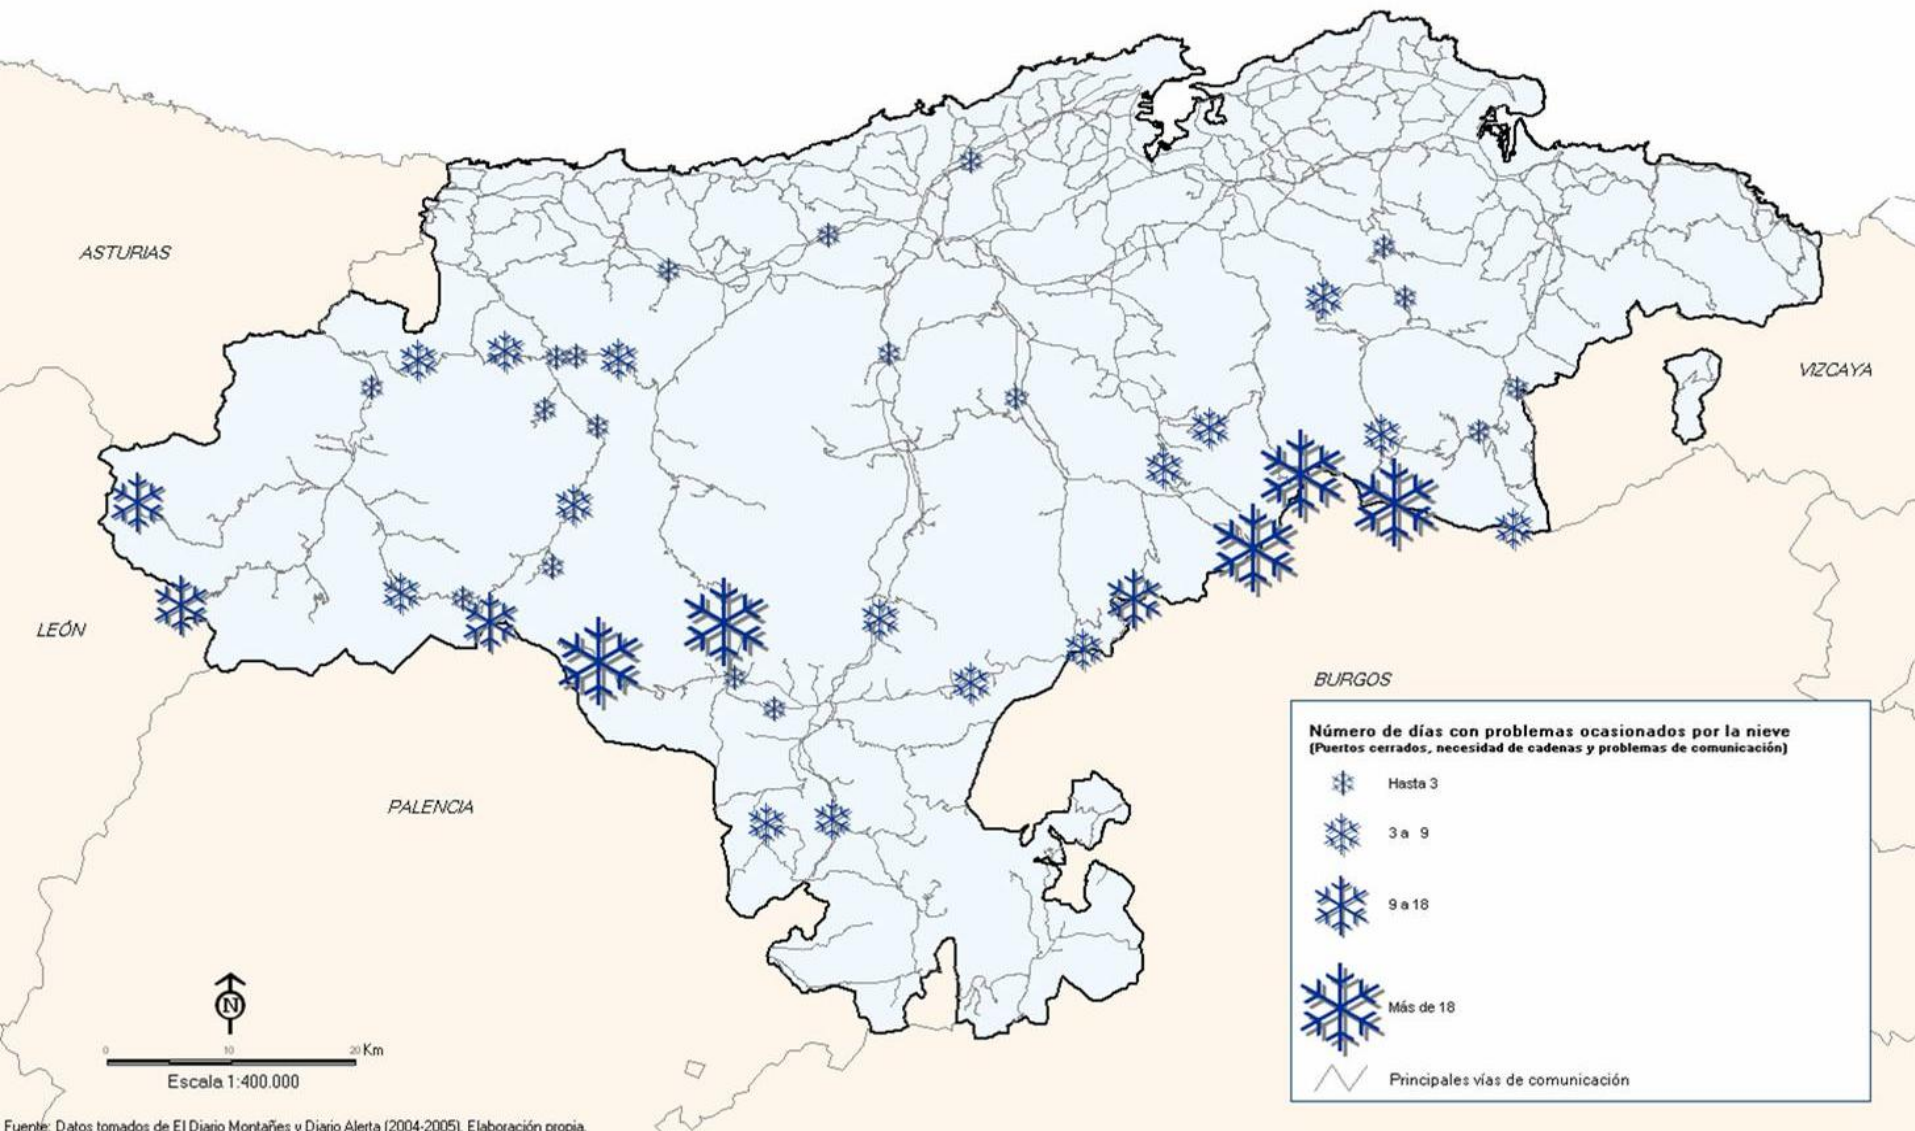 ASTURIAS
VIZCAYA
LEÓN
BURGOS
PALENCIA
Número de días con problemas ocasionados por la nieve
(Puertos cerrados, necesidad de cadenas y problemas de comunicación)
Hasta 3
3 a 9
9 a 18
Más de 18
Principales vías de comunicación
N
0 10 20 Km
Escala 1:400.000
Fuente: Datos tomados de El Diario Montañes y Diario Alerta (2004-2005). Elaboración propia.